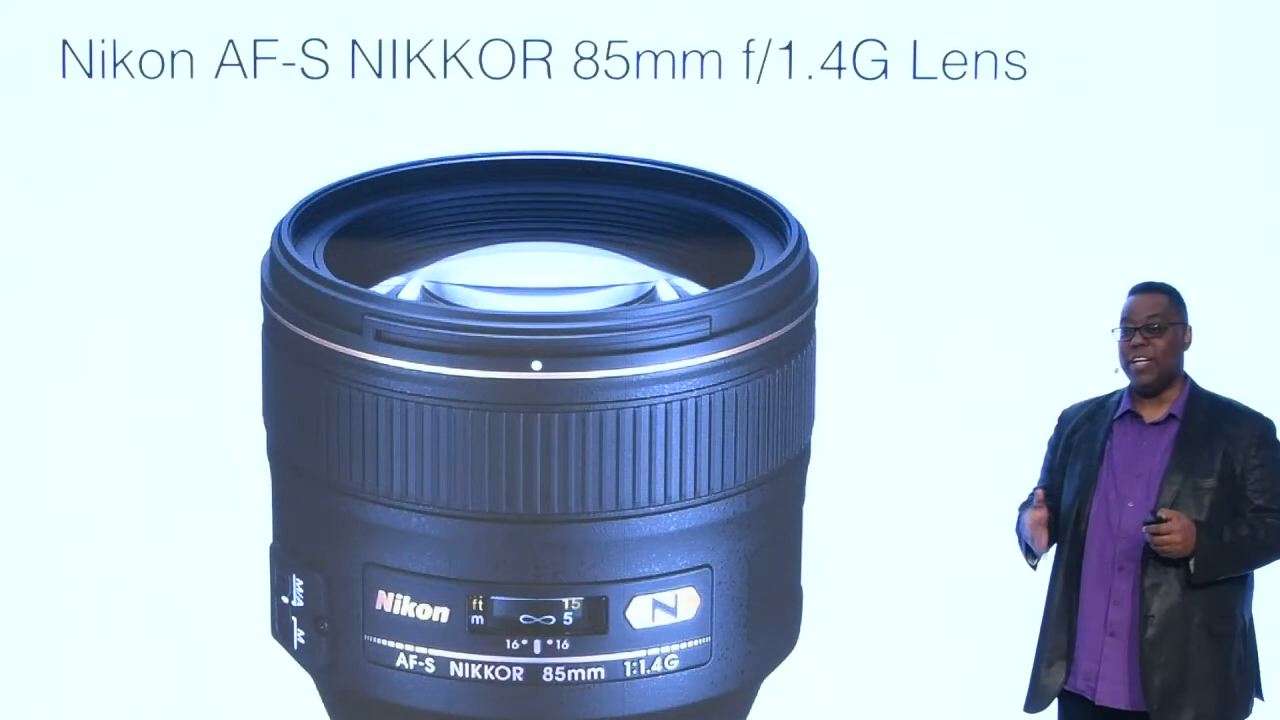 Nikon AF-S NIKKOR 85mm f/1.4G Lens
M/A
M
Nikon
ft 15
m ∞ 5
N
16 16
AF-S NIKKOR 85mm 1:1.4G